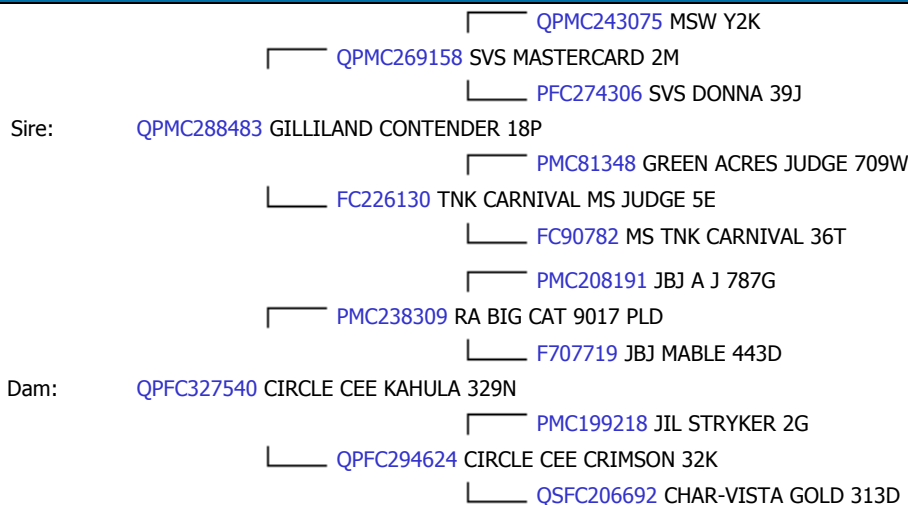 QPMC243075 MSW Y2K
QPMC269158 SVS MASTERCARD 2M
PFC274306 SVS DONNA 39J
Sire: QPMC288483 GILLILAND CONTENDER 18P
PMC81348 GREEN ACRES JUDGE 709W
FC226130 TNK CARNIVAL MS JUDGE 5E
FC90782 MS TNK CARNIVAL 36T
PMC208191 JBJ A J 787G
PMC238309 RA BIG CAT 9017 PLD
F707719 JBJ MABLE 443D
Dam: QPFC327540 CIRCLE CEE KAHULA 329N
PMC199218 JIL STRYKER 2G
QPFC294624 CIRCLE CEE CRIMSON 32K
QSFC206692 CHAR-VISTA GOLD 313D